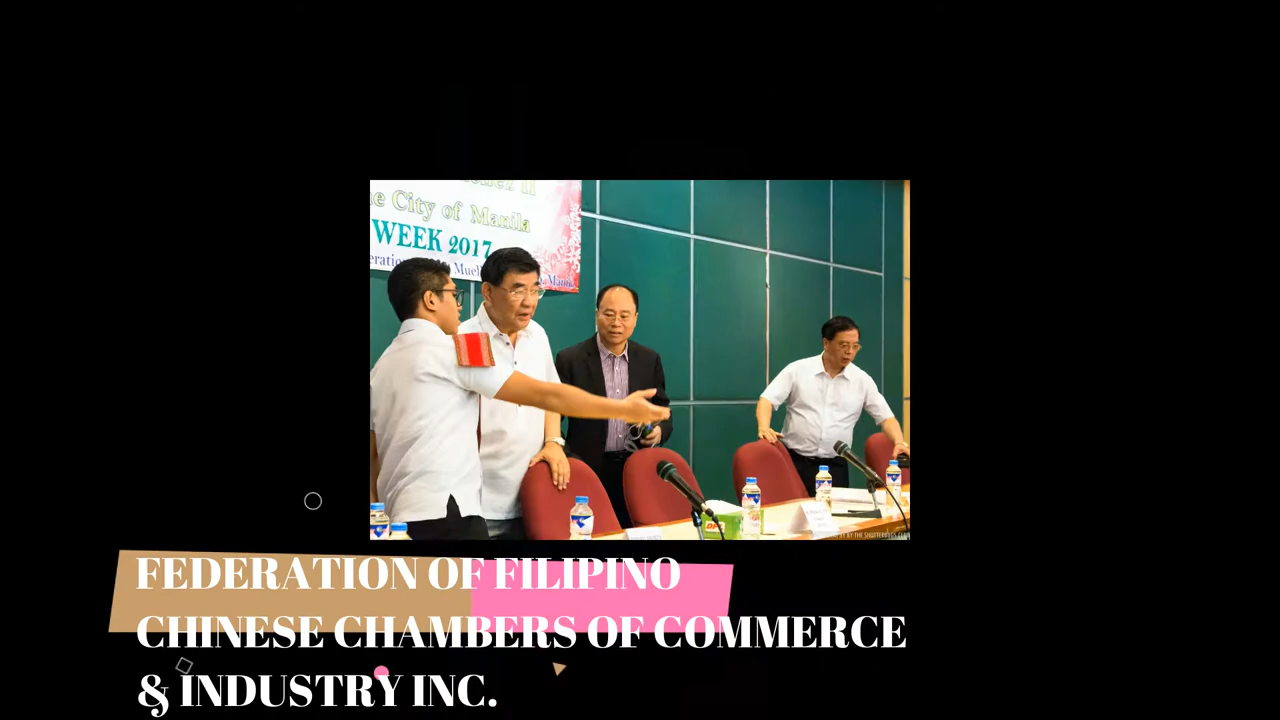 City of Manila
WEEK 2017
FEDERATION OF FILIPINO
CHINESE CHAMBERS OF COMMERCE
& INDUSTRY INC.